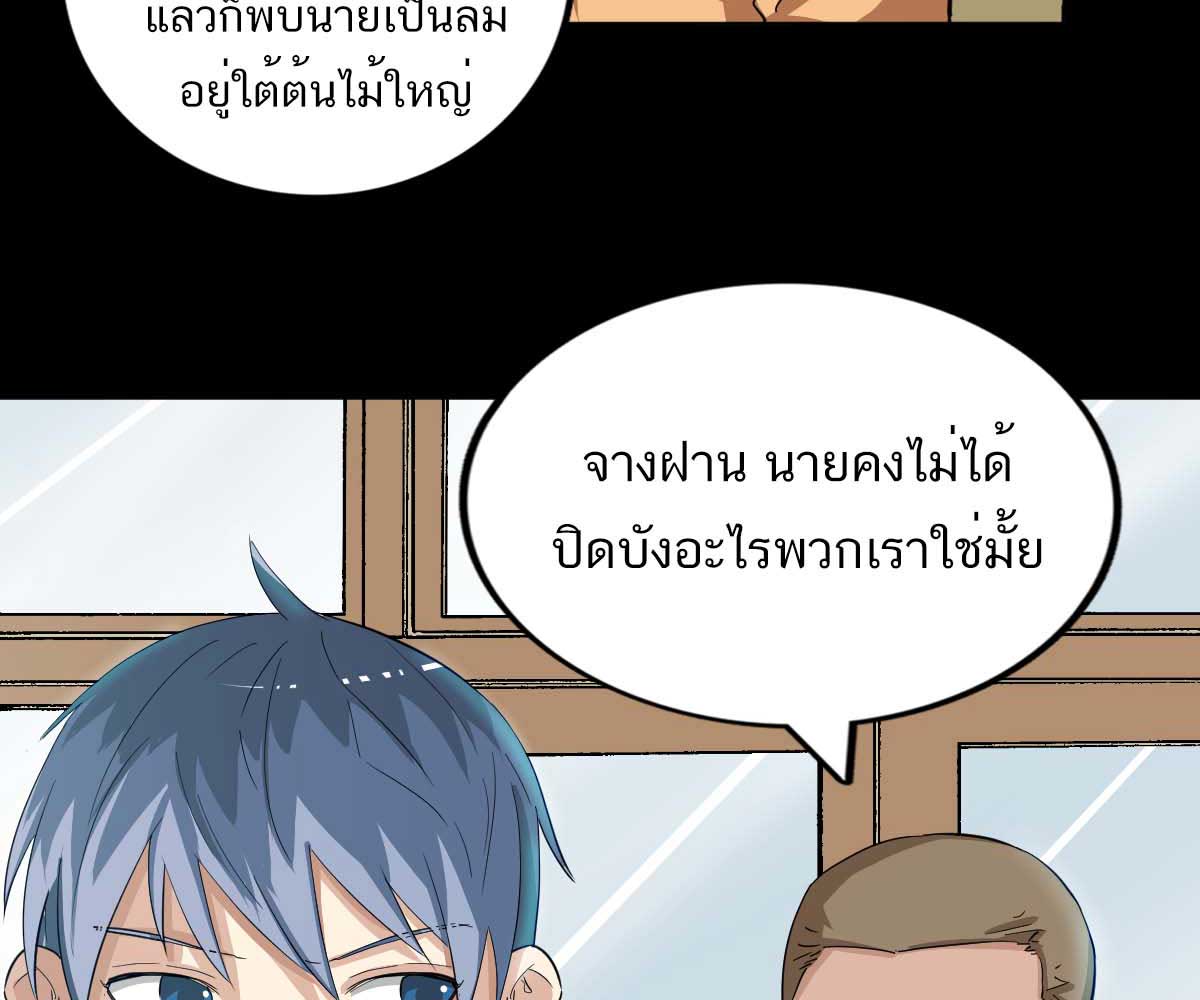 แล้วก็พบนายเป็นลม
อยู่ใต้ต้นไม้ใหญ่
จางฝาน นายคงไม่ได้
ปิดบังอะไรพวกเราใช่มั้ย